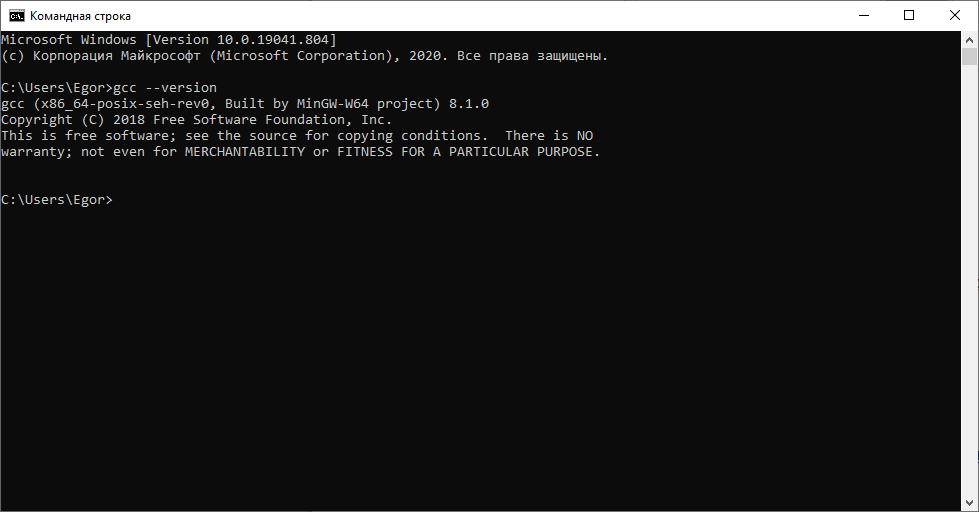 Командная строка
Microsoft Windows [Version 10.0.19041.804]
(c) Корпорация Майкрософт (Microsoft Corporation), 2020. Все права защищены.
C:\Users\Egor>gcc --version
gcc (x86_64-posix-seh-rev0, Built by MinGW-W64 project) 8.1.0
Copyright (C) 2018 Free Software Foundation, Inc.
This is free software; see the source for copying conditions.  There is NO
warranty; not even for MERCHANTABILITY or FITNESS FOR A PARTICULAR PURPOSE.
C:\Users\Egor>